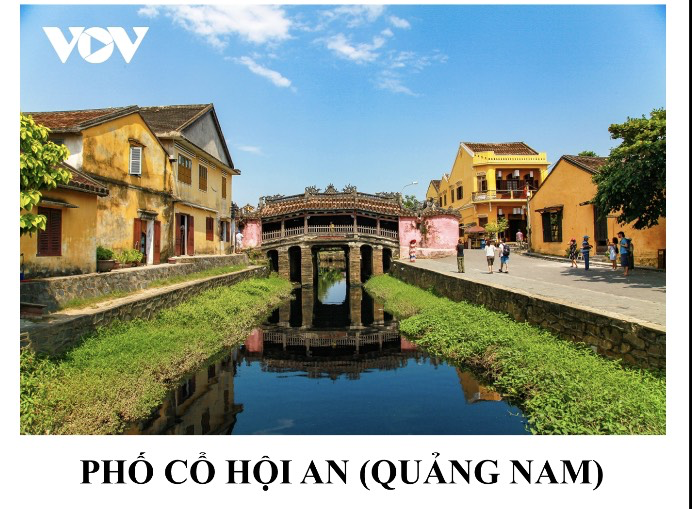 VOV
PHỐ CỔ HỘI AN (QUẢNG NAM)